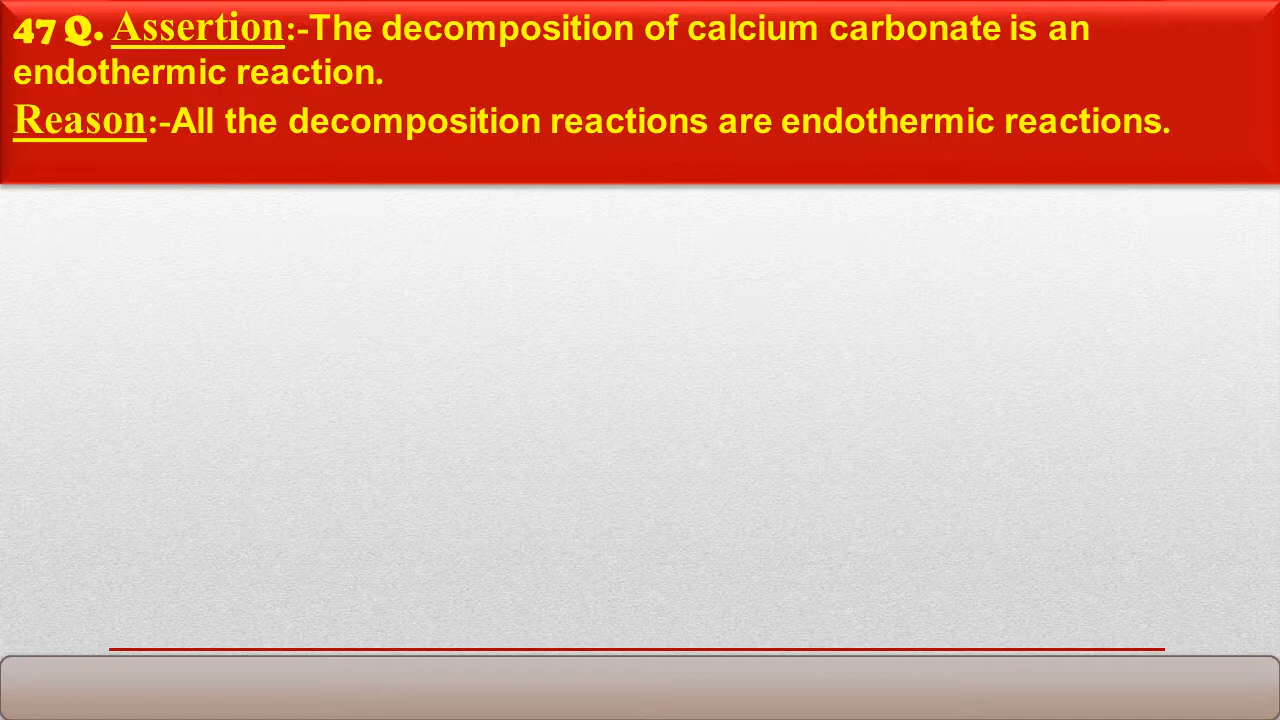 47 Q. Assertion:-The decomposition of calcium carbonate is an
endothermic reaction.
Reason:-All the decomposition reactions are endothermic reactions.